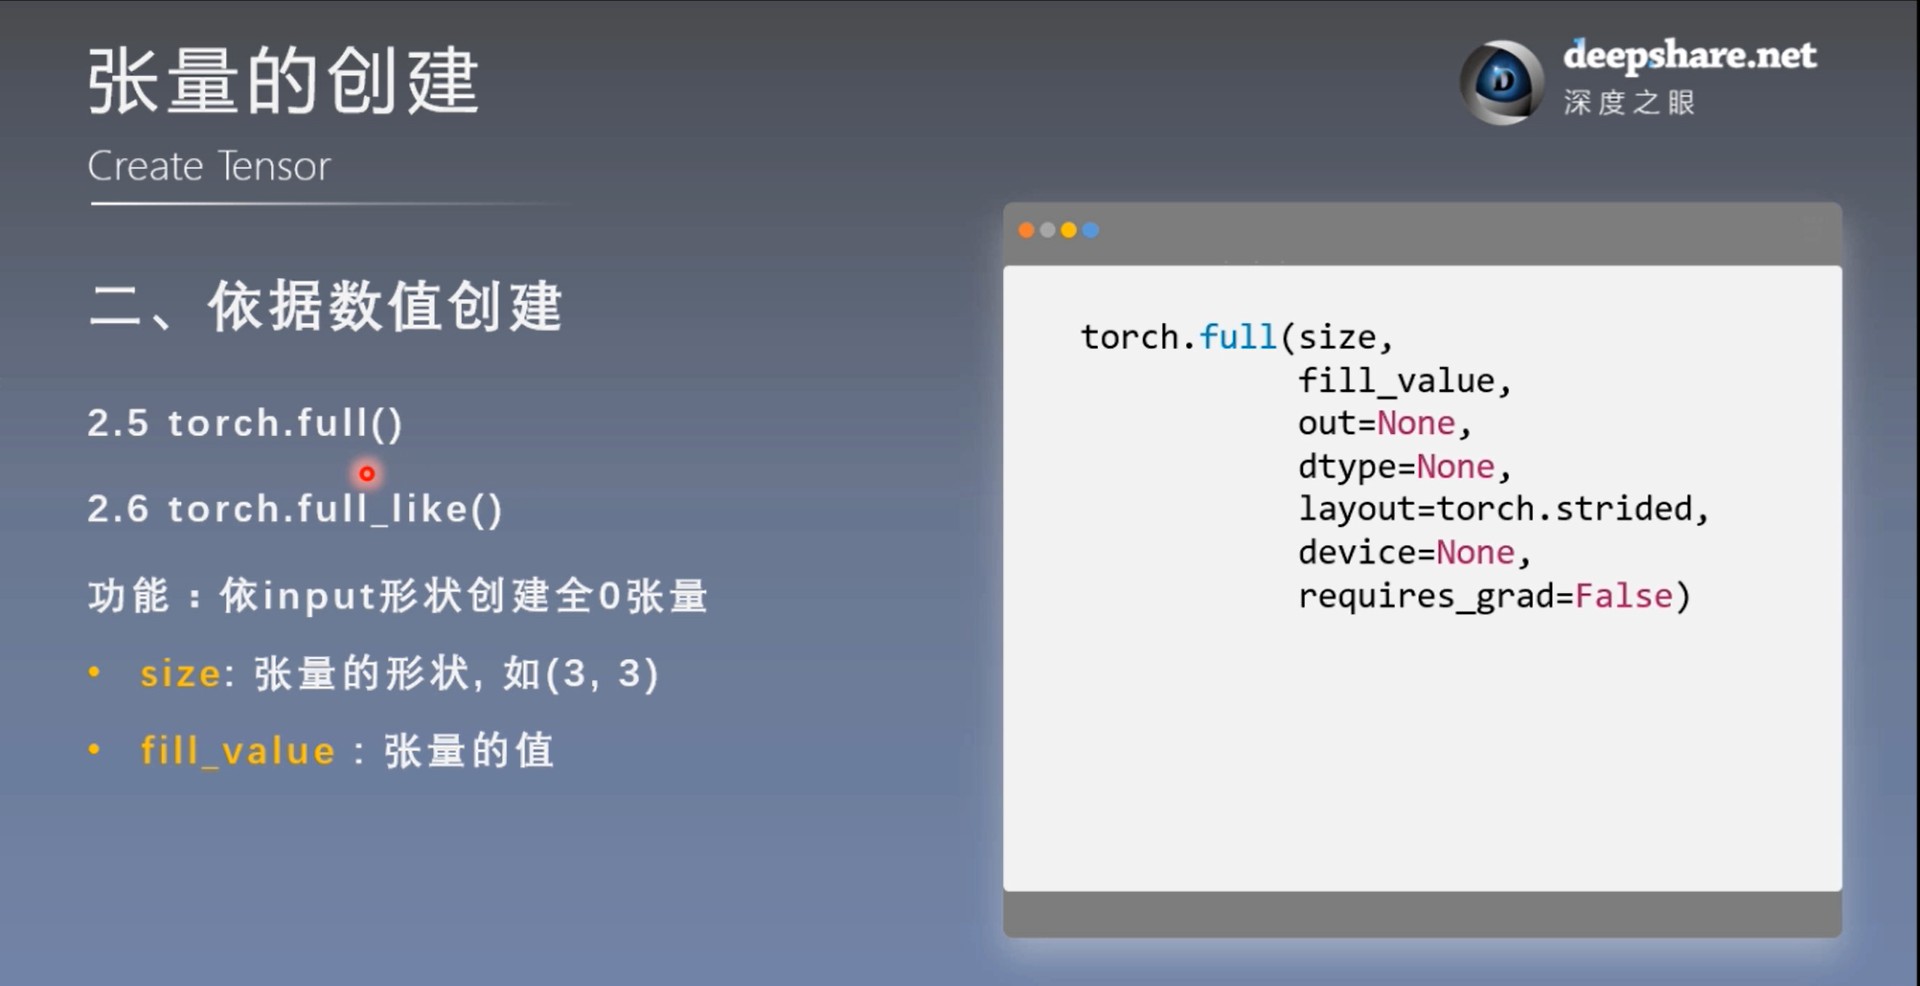 张量的创建
Create Tensor
deepshare.net
深度之眼
二、依据数值创建
2.5 torch.full()
2.6 torch.full_like()
功能：依input形状创建全0张量
• size: 张量的形状, 如(3, 3)
• fill_value : 张量的值
torch.full(size,
fill_value,
out=None,
dtype=None,
layout=torch.strided,
device=None,
requires_grad=False)